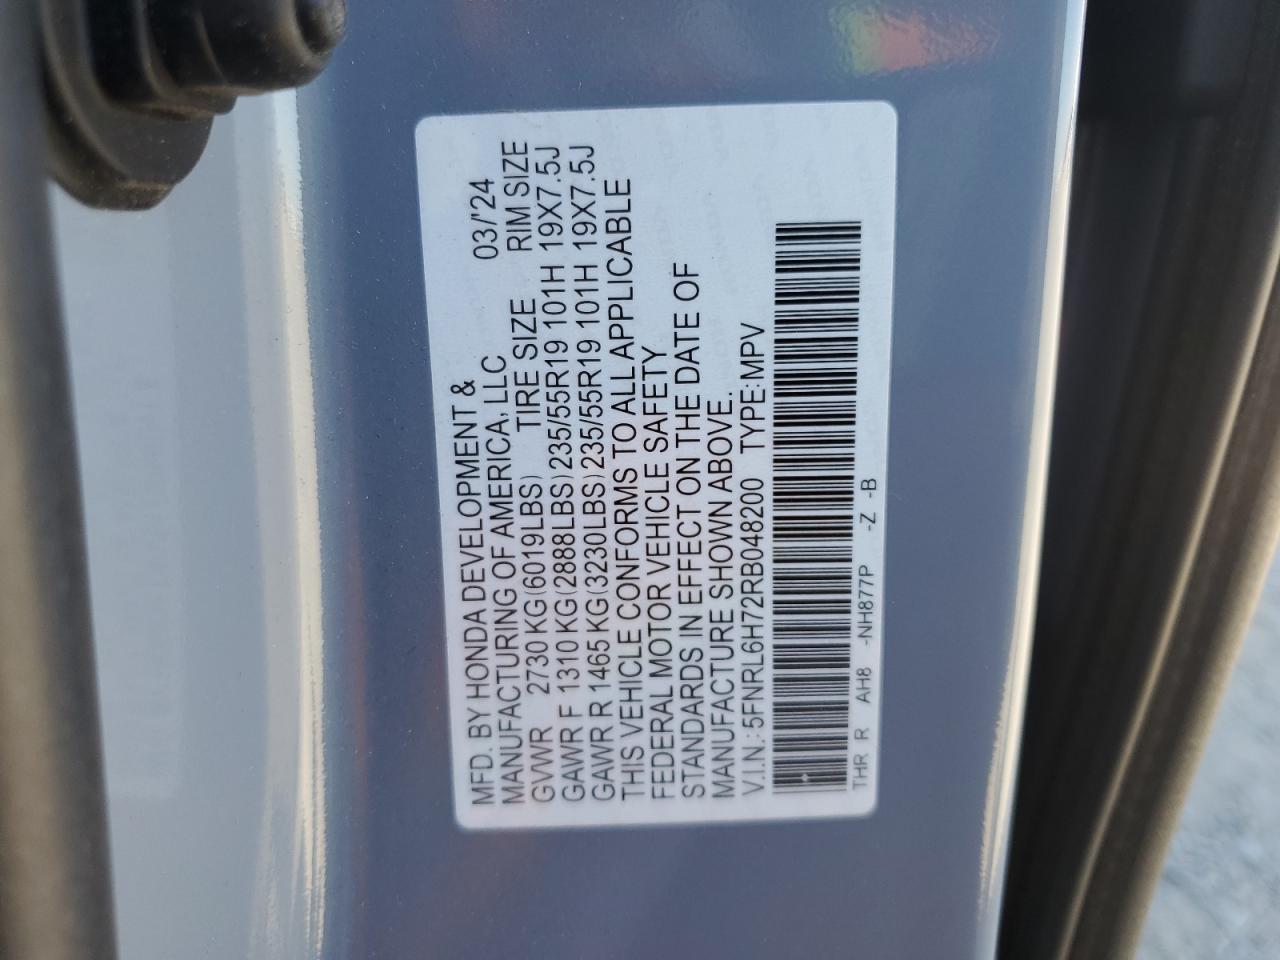 MFD. BY HONDA DEVELOPMENT &
MANUFACTURING OF AMERICA, LLC 03/'24
GVWR 2730 KG (6019LBS) TIRE SIZE RIM SIZE
GAWR F 1310 KG (2888LBS) 235/55R19 101H 19X7.5J
GAWR R 1465 KG (3230LBS) 235/55R19 101H 19X7.5J
THIS VEHICLE CONFORMS TO ALL APPLICABLE
FEDERAL MOTOR VEHICLE SAFETY
STANDARDS IN EFFECT ON THE DATE OF
MANUFACTURE SHOWN ABOVE.
V.I.N.: 5FNRL6H72RB048200 TYPE: MPV
THR R AH8 -NH877P -Z -B